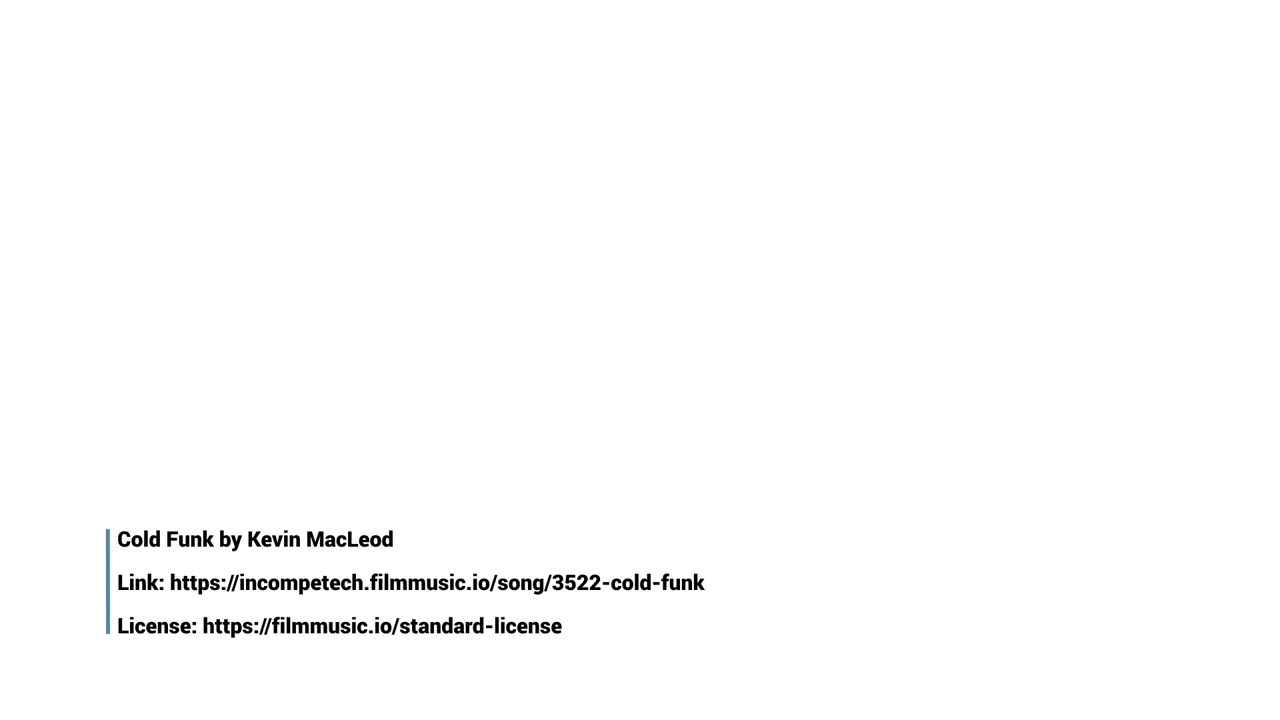 Cold Funk by Kevin MacLeod
Link: https://incompetech.filmmusic.io/song/3522-cold-funk
License: https://filmmusic.io/standard-license